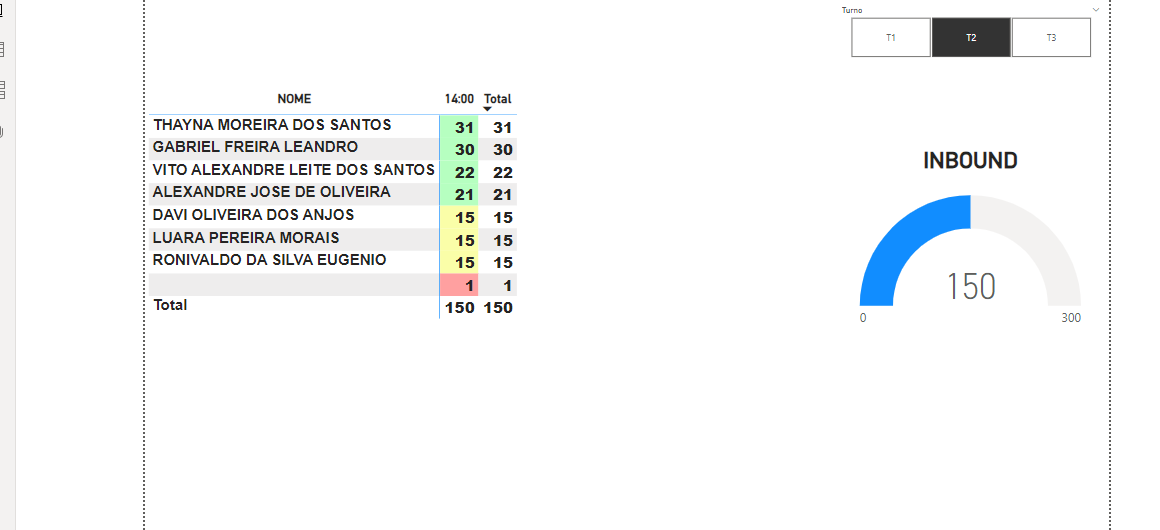 Turno
T1 T2 T3
NOME 14:00 Total
THAYNA MOREIRA DOS SANTOS 31 31
GABRIEL FREIRA LEANDRO 30 30
VITO ALEXANDRE LEITE DOS SANTOS 22 22
ALEXANDRE JOSE DE OLIVEIRA 21 21
DAVI OLIVEIRA DOS ANJOS 15 15
LUARA PEREIRA MORAIS 15 15
RONIVALDO DA SILVA EUGENIO 15 15
1 1
Total 150 150
INBOUND
150
0 300